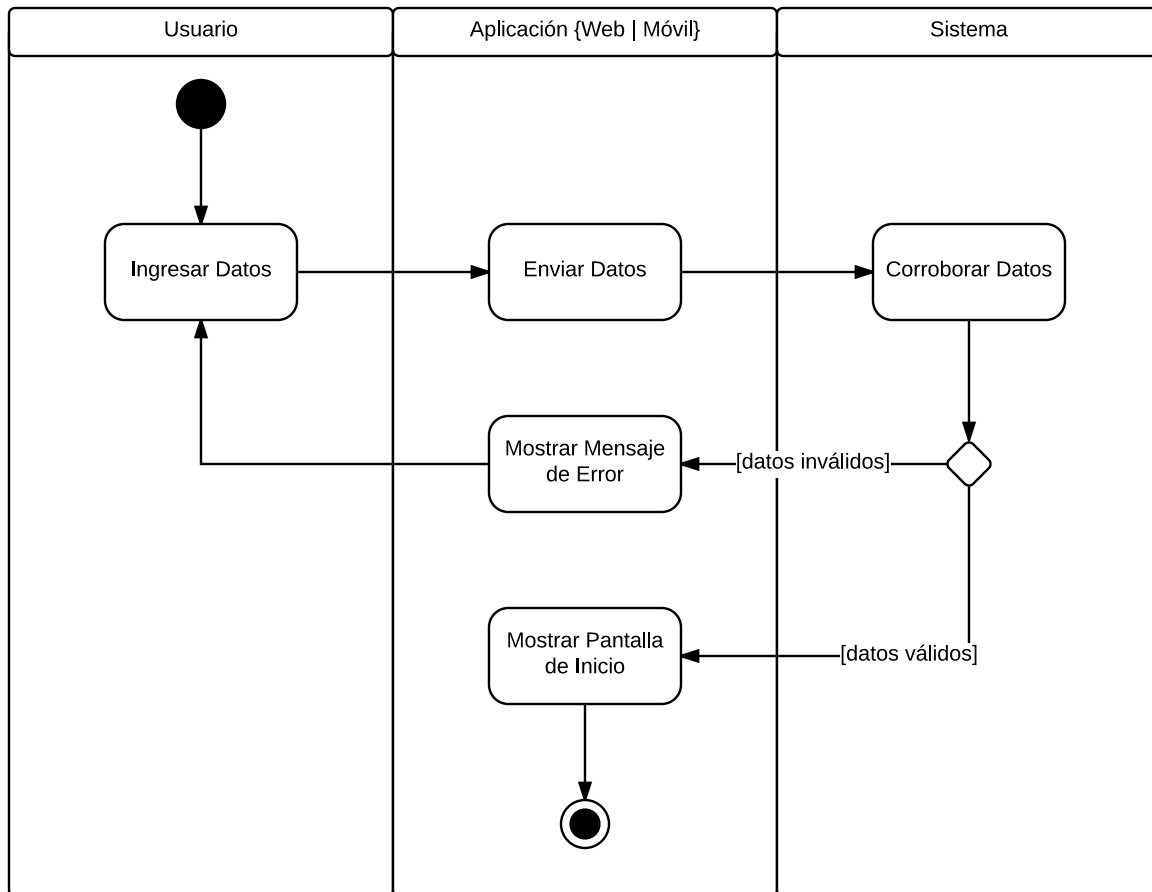 Usuario
Aplicación {Web | Móvil}
Sistema
Ingresar Datos
Enviar Datos
Corroborar Datos
Mostrar Mensaje
de Error
[datos inválidos]
Mostrar Pantalla
de Inicio
[datos válidos]